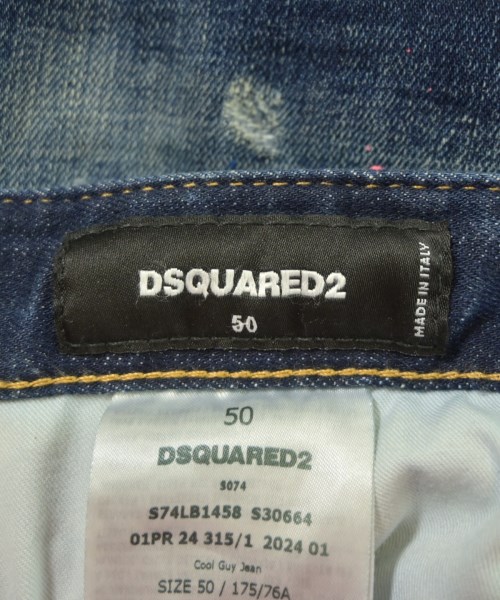 DSQUARED2
50
MADE IN ITALY
50
DSQUARED2
S074
S74LB1458 S30664
01PR 24 315/1 2024 01
Cool Guy Jean
SIZE 50 / 175/76A